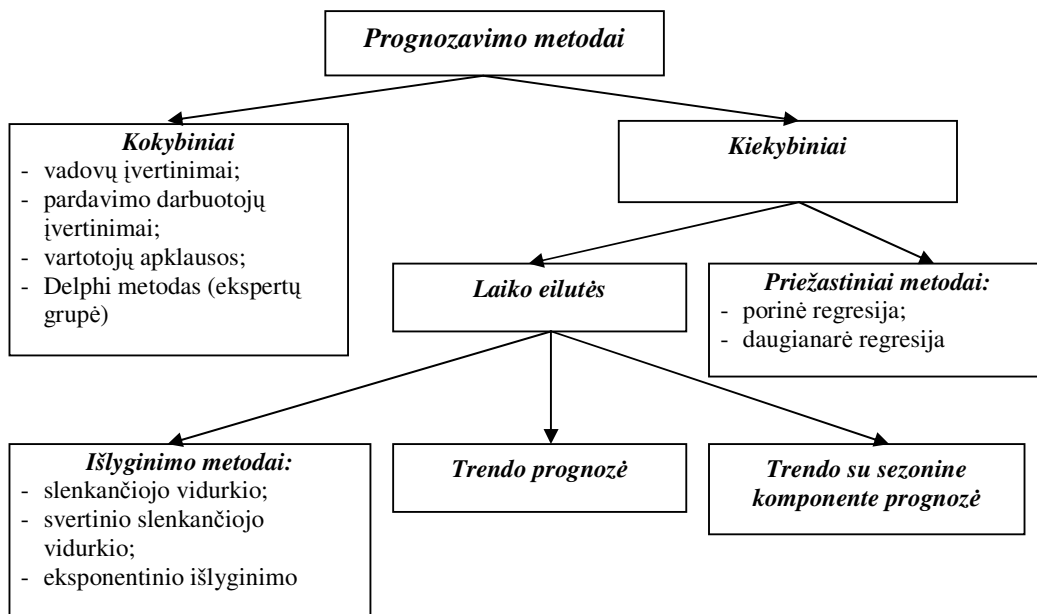 Prognozavimo metodai
Kokybiniai
- vadovų įvertinimai;
- pardavimo darbuotojų
įvertinimai;
- vartotojų apklausos;
- Delphi metodas (ekspertų
grupė)
Kiekybiniai
Laiko eilutės
Priežastiniai metodai:
- porinė regresija;
- daugianarė regresija
Išlyginimo metodai:
- slenkančiojo vidurkio;
- svertinio slenkančiojo
vidurkio;
- eksponentinio išlyginimo
Trendo prognozė
Trendo su sezonine
komponente prognozė